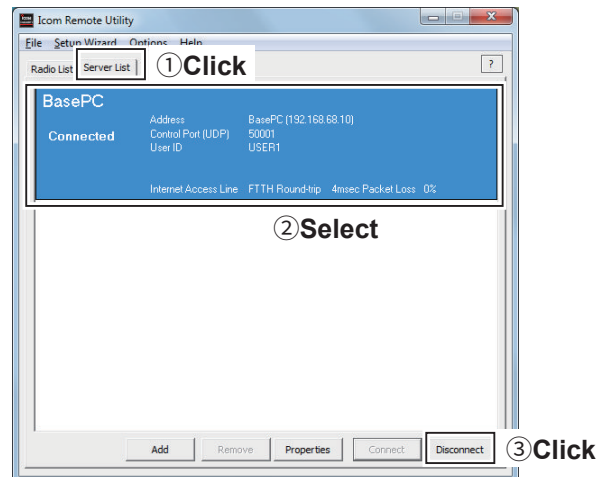 Icom Remote Utility
File Setup Wizard Options Help
Radio List Server List ①Click ?
BasePC
Connected
Address BasePC (192.168.68.10)
Control Port (UDP) 50001
User ID USER1
Internet Access Line FTTH Round-trip 4msec Packet Loss 0%
②Select
Add Remove Properties Connect Disconnect ③Click